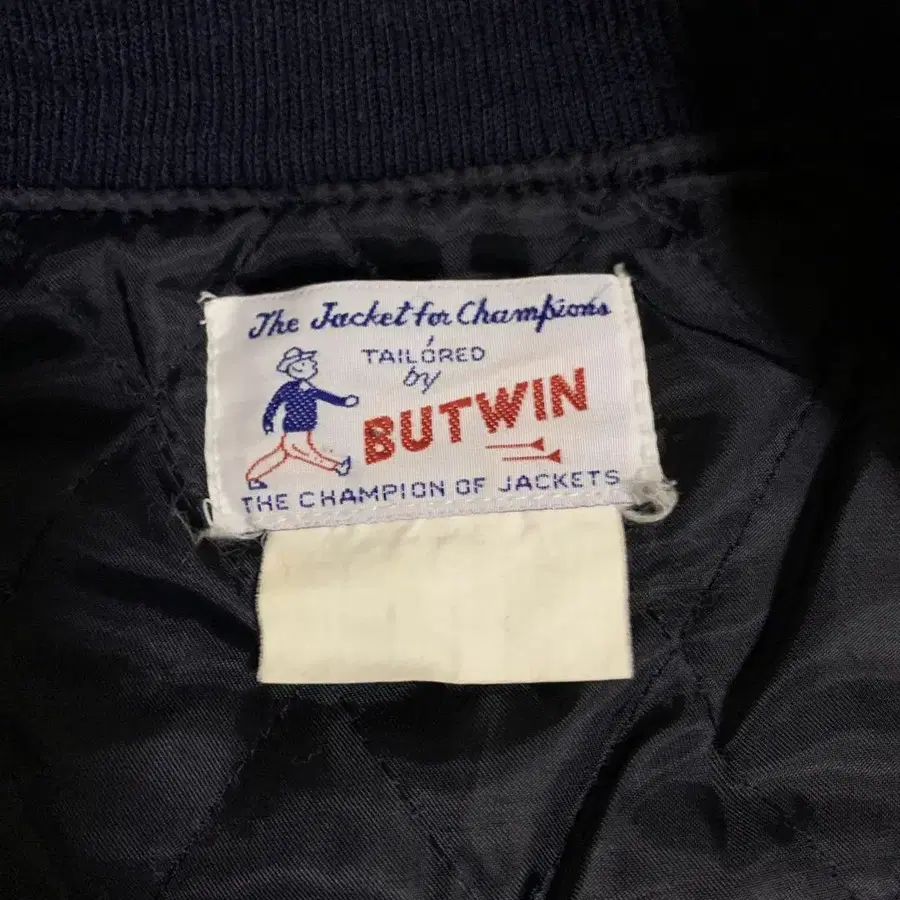 The Jacket for Champions
TAILORED
by
BUTWIN
THE CHAMPION OF JACKETS